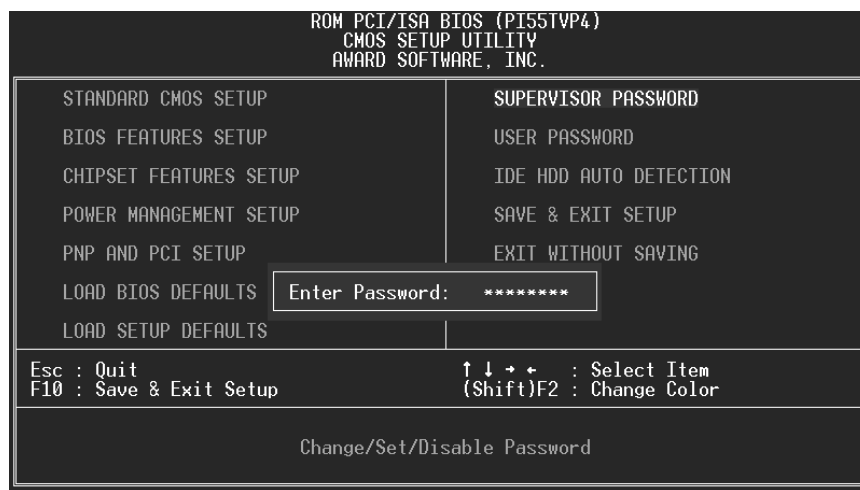 ROM PCI/ISA BIOS (PI55TVP4)
CMOS SETUP UTILITY
AWARD SOFTWARE, INC.
STANDARD CMOS SETUP
BIOS FEATURES SETUP
CHIPSET FEATURES SETUP
POWER MANAGEMENT SETUP
PNP AND PCI SETUP
LOAD BIOS DEFAULTS
LOAD SETUP DEFAULTS
SUPERVISOR PASSWORD
USER PASSWORD
IDE HDD AUTO DETECTION
SAVE & EXIT SETUP
EXIT WITHOUT SAVING
Enter Password: ********
Esc : Quit
F10 : Save & Exit Setup
↑ ↓ → ← : Select Item
(Shift)F2 : Change Color
Change/Set/Disable Password